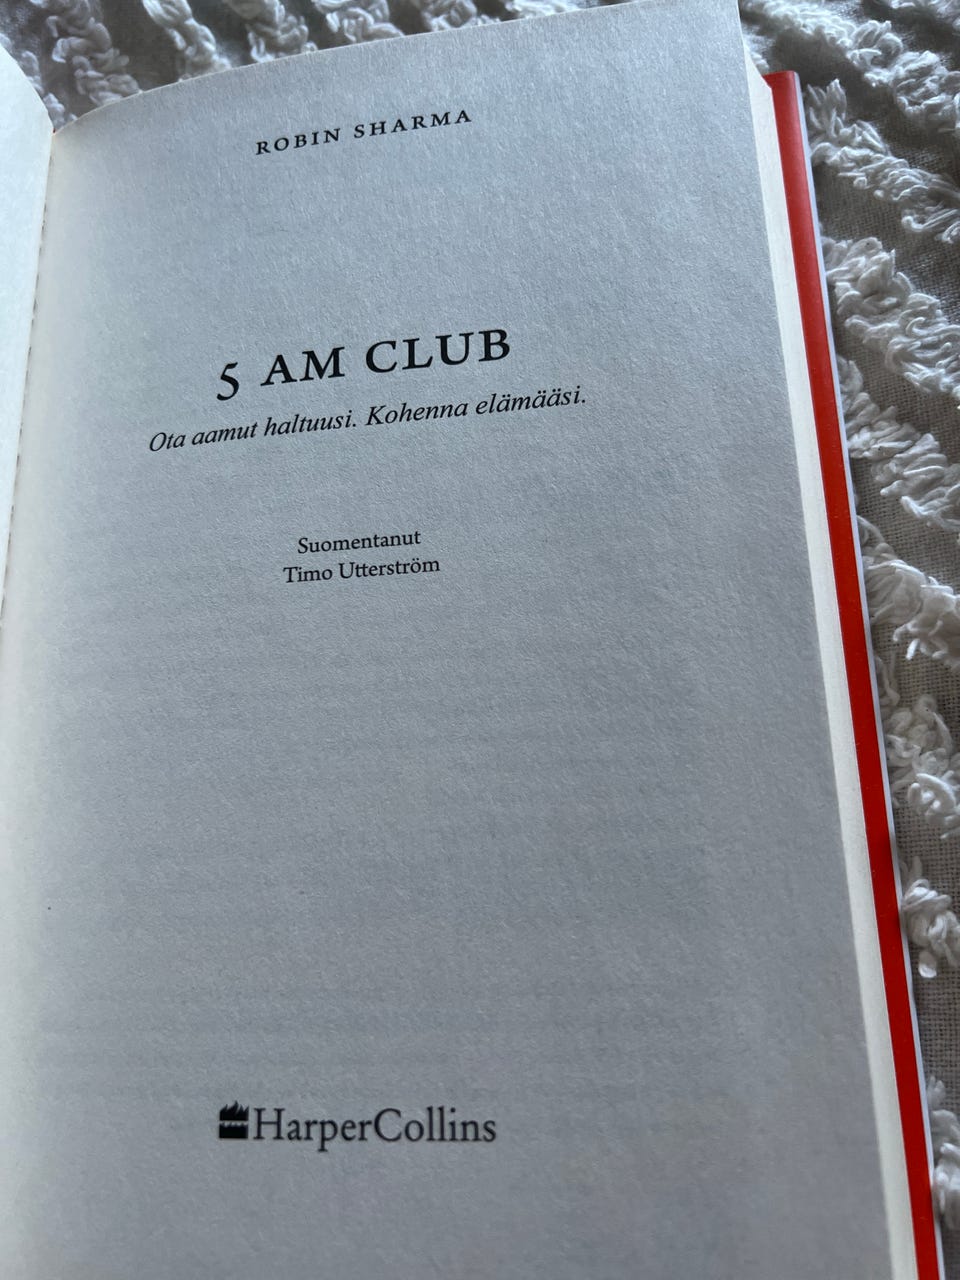 ROBIN SHARMA
5 AM CLUB
Ota aamut haltuusi. Kohenna elämääsi.
Suomentanut
Timo Utterström
HarperCollins